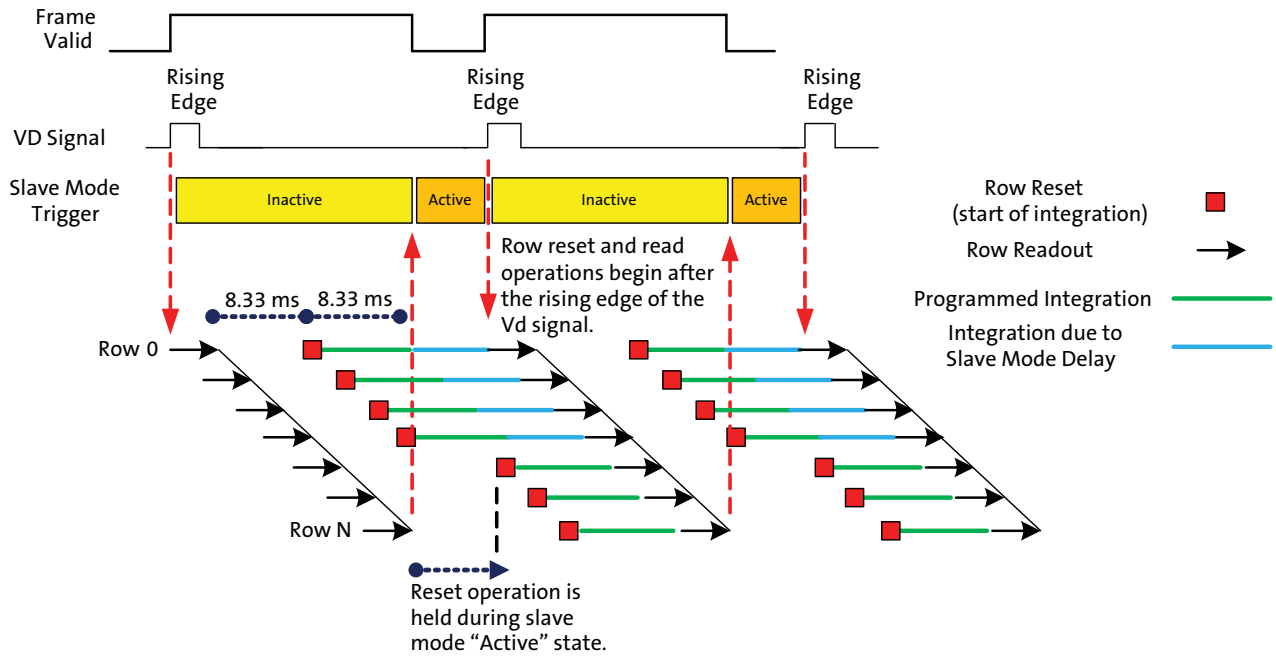 Frame
Valid
Rising
Edge
Rising
Edge
Rising
Edge
VD Signal
Slave Mode
Trigger
Inactive
Active
Inactive
Active
Row Reset
(start of integration)
Row Readout
Programmed Integration
Integration due to
Slave Mode Delay
Row reset and read
operations begin after
the rising edge of the
Vd signal.
8.33 ms
8.33 ms
Row 0
Row N
Reset operation is
held during slave
mode “Active” state.